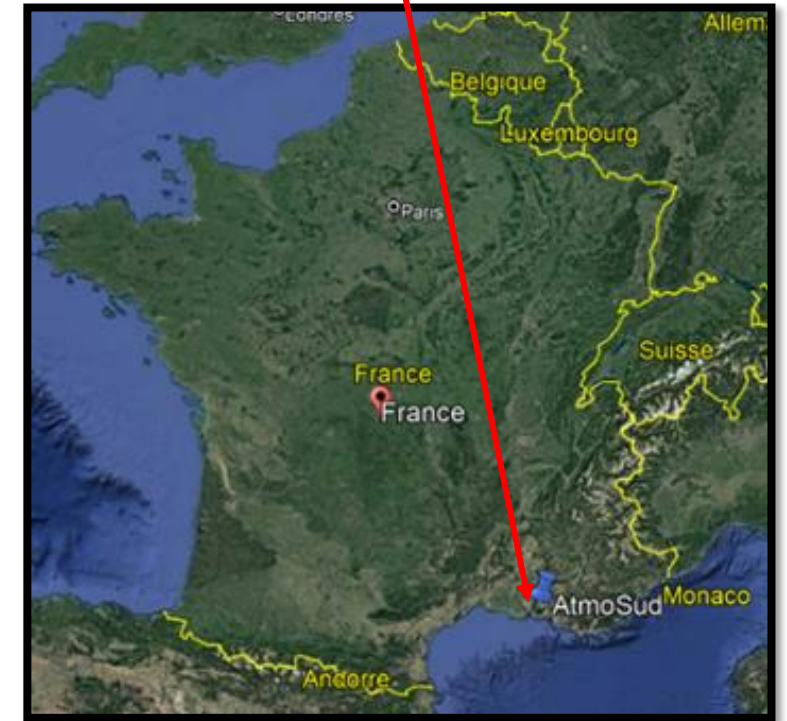 Londres
Allem
Belgique
Luxembourg
Paris
Suisse
France
France
AtmoSud
Monaco
Andorre